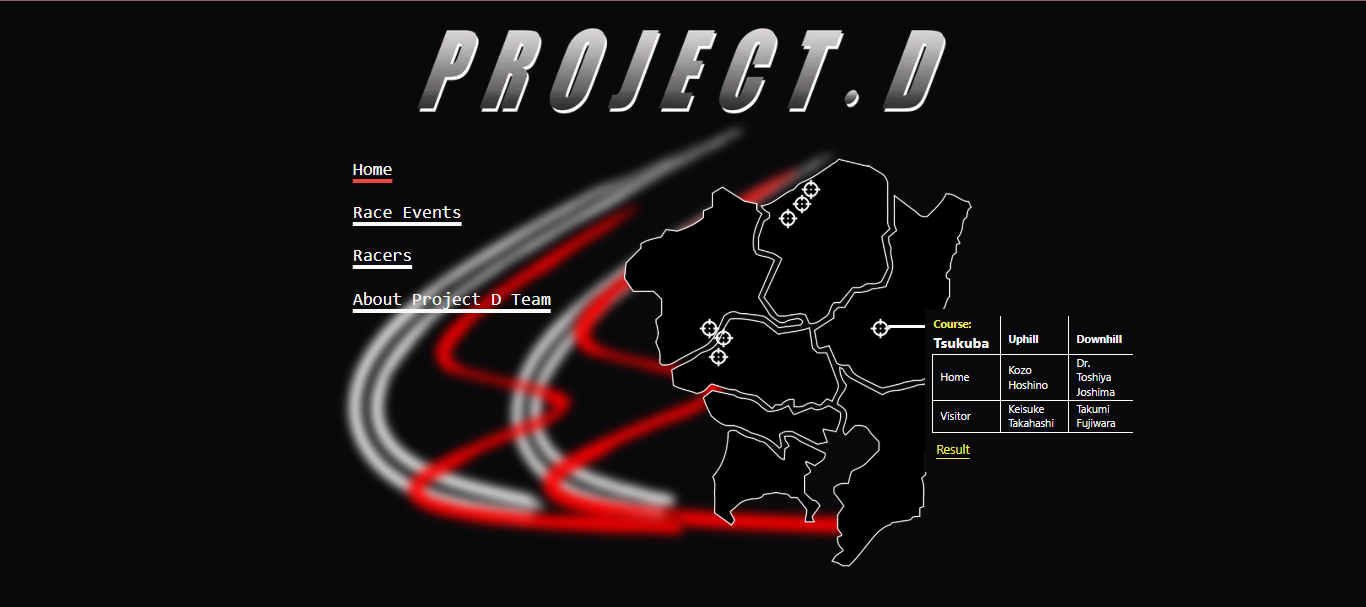 PROJECT.D
Home
Race Events
Racers
About Project D Team
Course:
Tsukuba
Uphill
Downhill
Home
Kozo
Hoshino
Dr.
Toshiya
Joshima
Visitor
Keisuke
Takahashi
Takumi
Fujiwara
Result